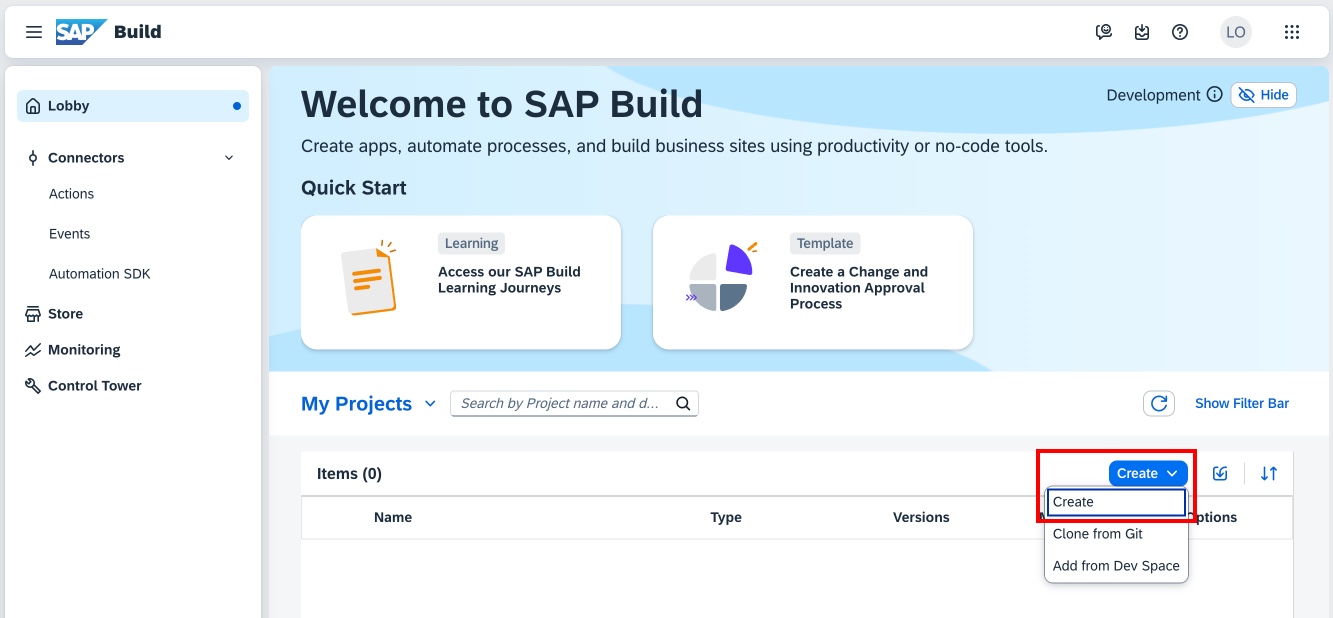 SAP Build
LO
Lobby
Connectors
Actions
Events
Automation SDK
Store
Monitoring
Control Tower
Welcome to SAP Build
Development
Hide
Create apps, automate processes, and build business sites using productivity or no-code tools.
Quick Start
Learning
Access our SAP Build
Learning Journeys
Template
Create a Change and
Innovation Approval
Process
My Projects
Search by Project name and d...
Show Filter Bar
Items (0)
Create
Name Type Versions
Create
Clone from Git
Add from Dev Space